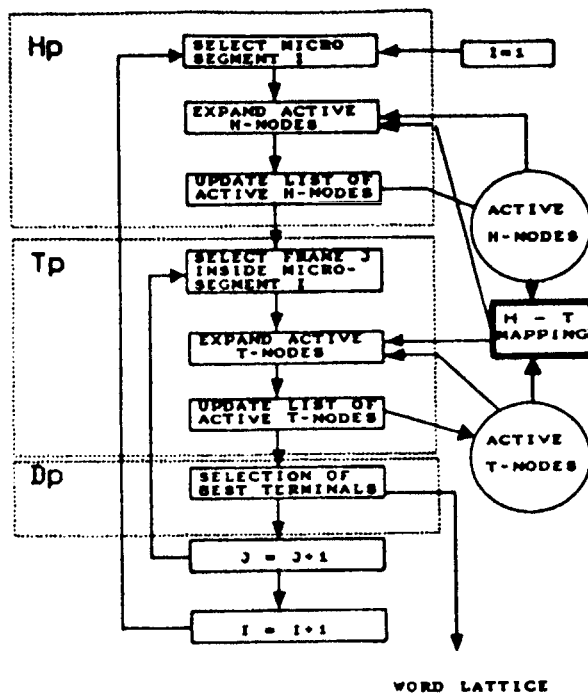 Hp
SELECT MICRO
SEGMENT I
I=1
EXPAND ACTIVE
H-NODES
UPDATE LIST OF
ACTIVE H-NODES
ACTIVE
H-NODES
Tp
SELECT FRAME J
INSIDE MICRO-
SEGMENT I
H - T
MAPPING
EXPAND ACTIVE
T-NODES
UPDATE LIST OF
ACTIVE T-NODES
ACTIVE
T-NODES
Dp
SELECTION OF
BEST TERMINALS
J = J+1
I = I+1
WORD LATTICE